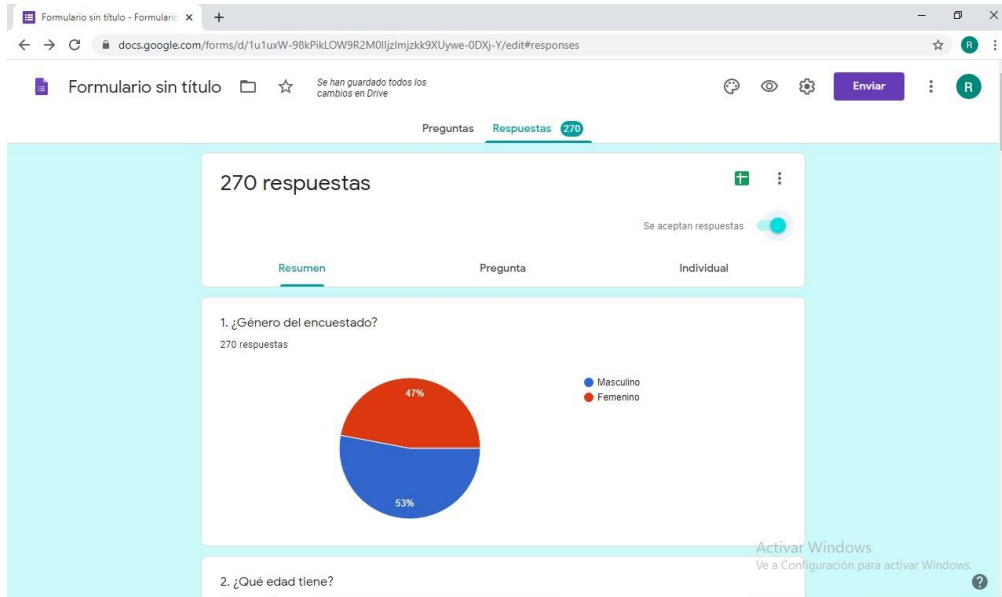 Formulario sin título - Formulario
docs.google.com/forms/d/1u1uxW-98kPikLOW9R2M0lIjzImjzkk9XUywe-0DXj-Y/edit#responses
R
Formulario sin título
Se han guardado todos los
cambios en Drive
Enviar
R
Preguntas Respuestas 270
270 respuestas
Se aceptan respuestas
Resumen Pregunta Individual
1. ¿Género del encuestado?
270 respuestas
47%
53%
Masculino
Femenino
Activar Windows
Ve a Configuración para activar Windows.
2. ¿Qué edad tiene?